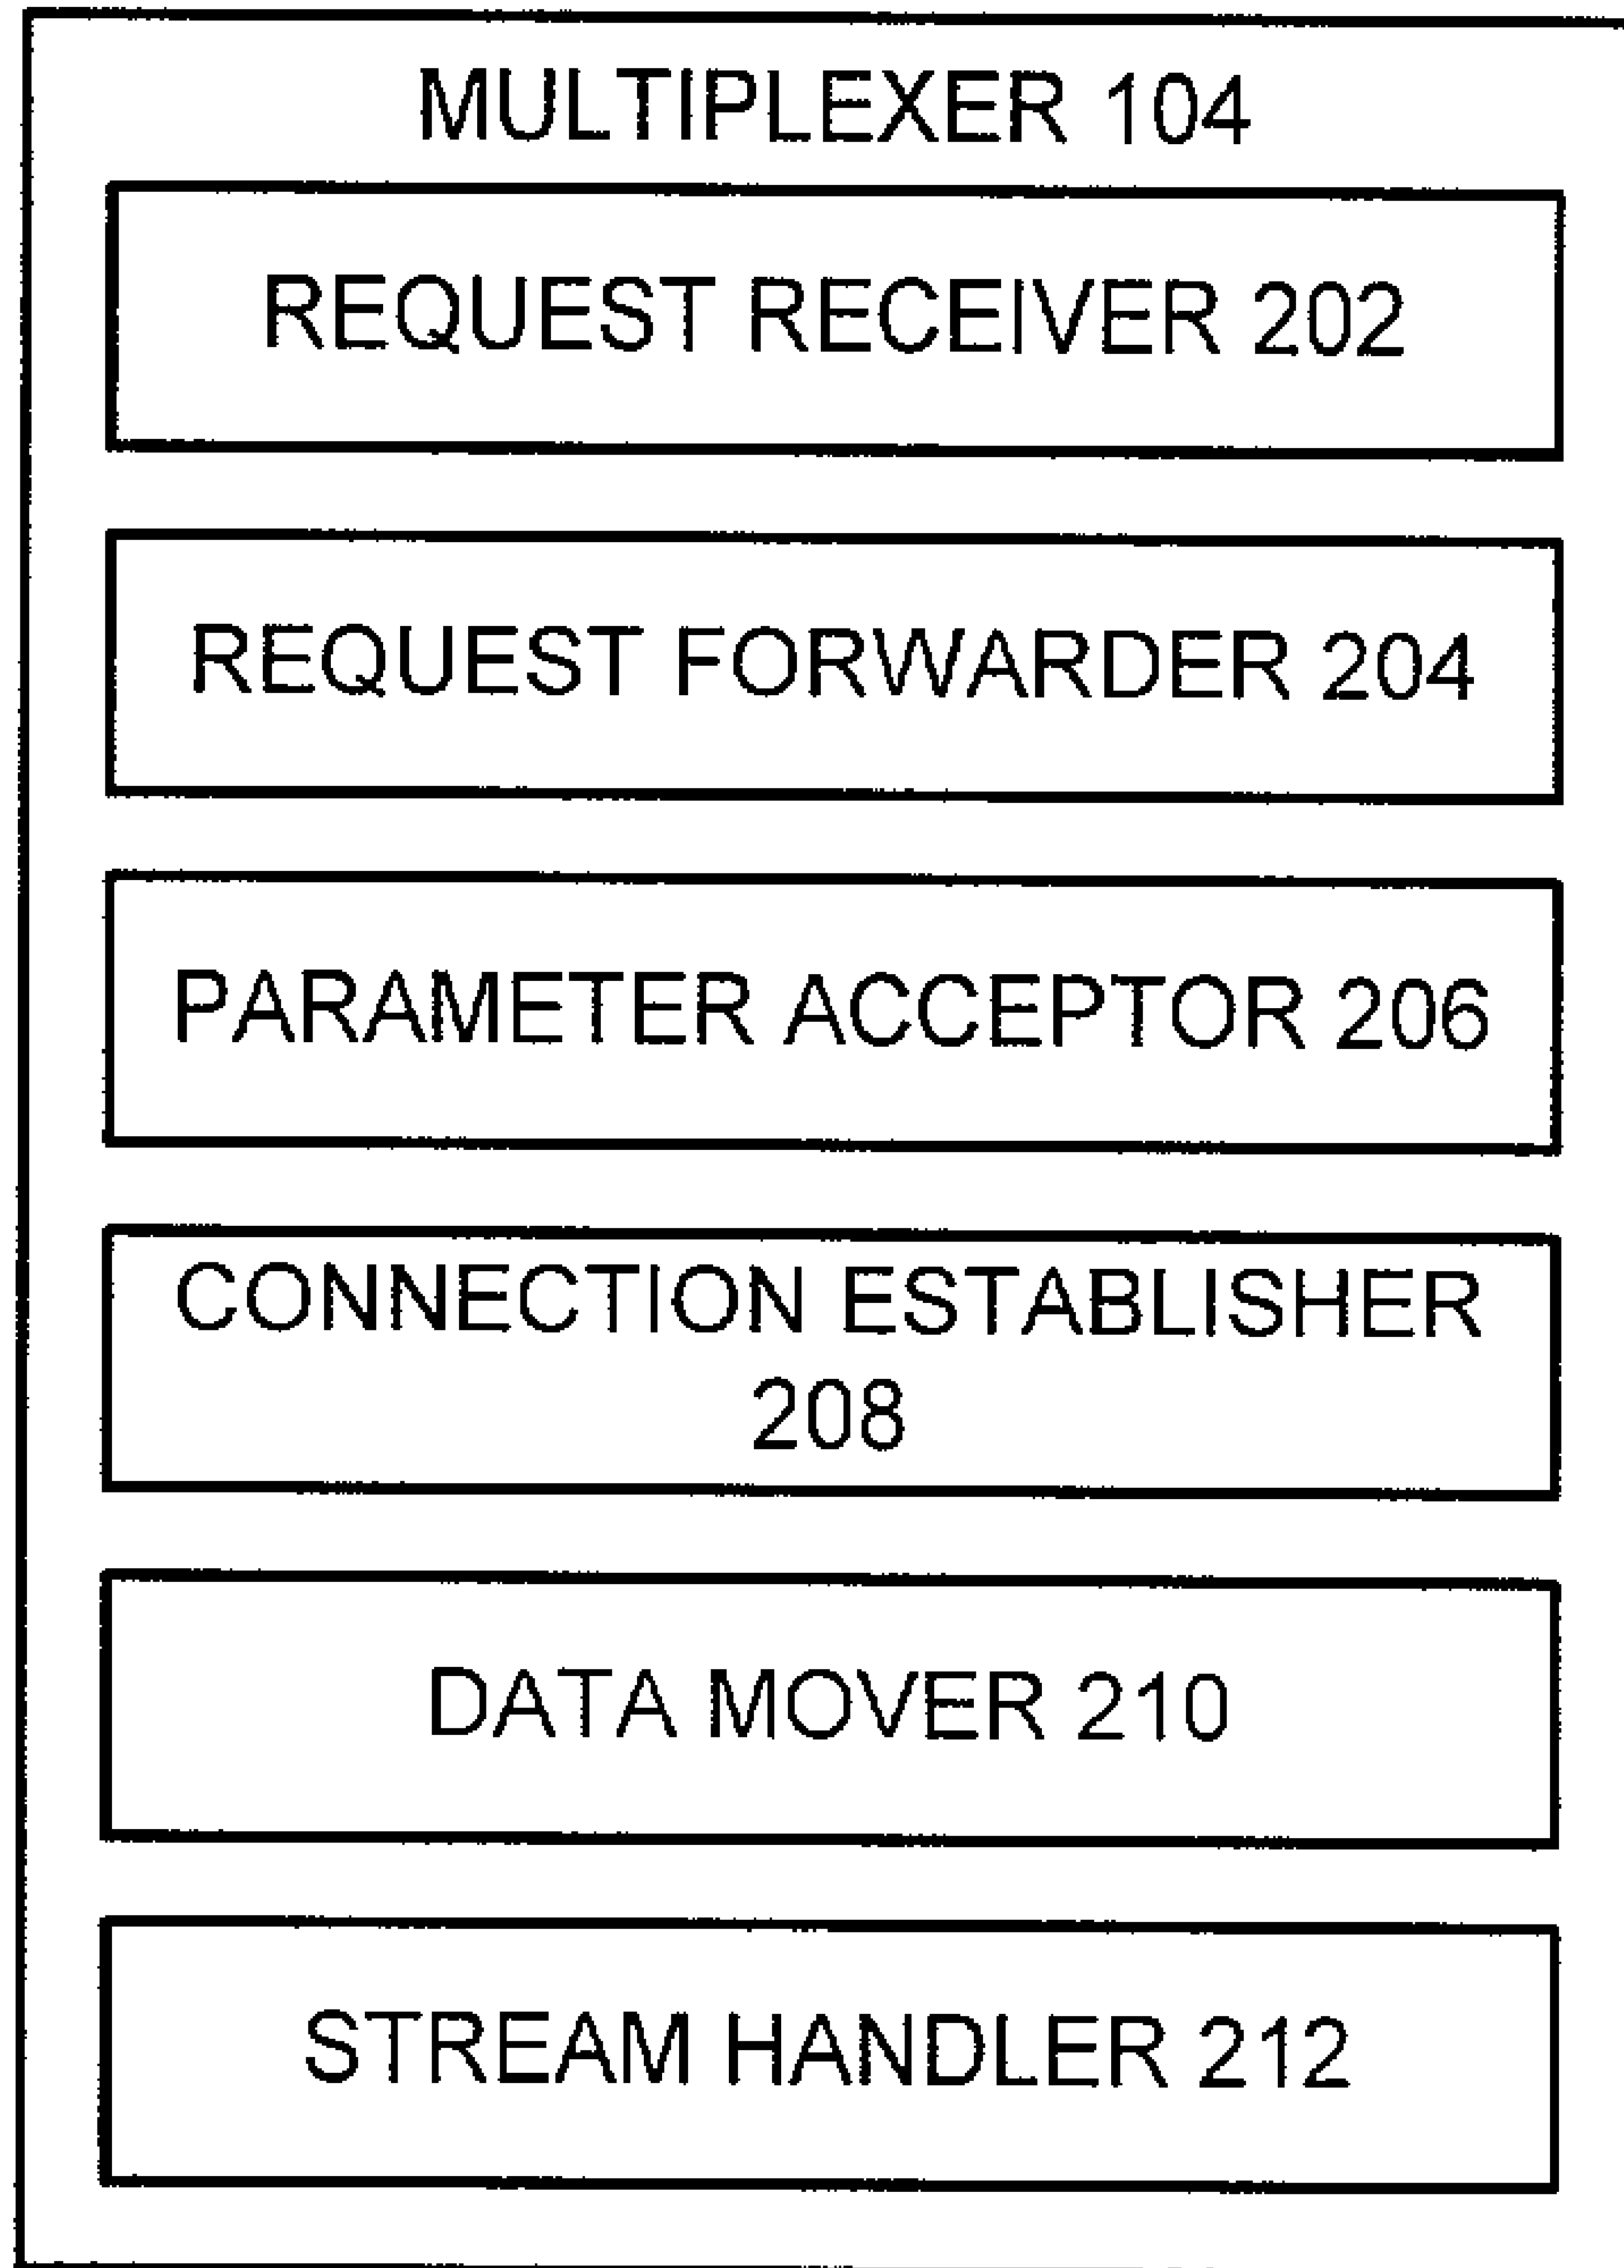 MULTIPLEXER 104
REQUEST RECEIVER 202
REQUEST FORWARDER 204
PARAMETER ACCEPTOR 206
CONNECTION ESTABLISHER
208
DATA MOVER 210
STREAM HANDLER 212